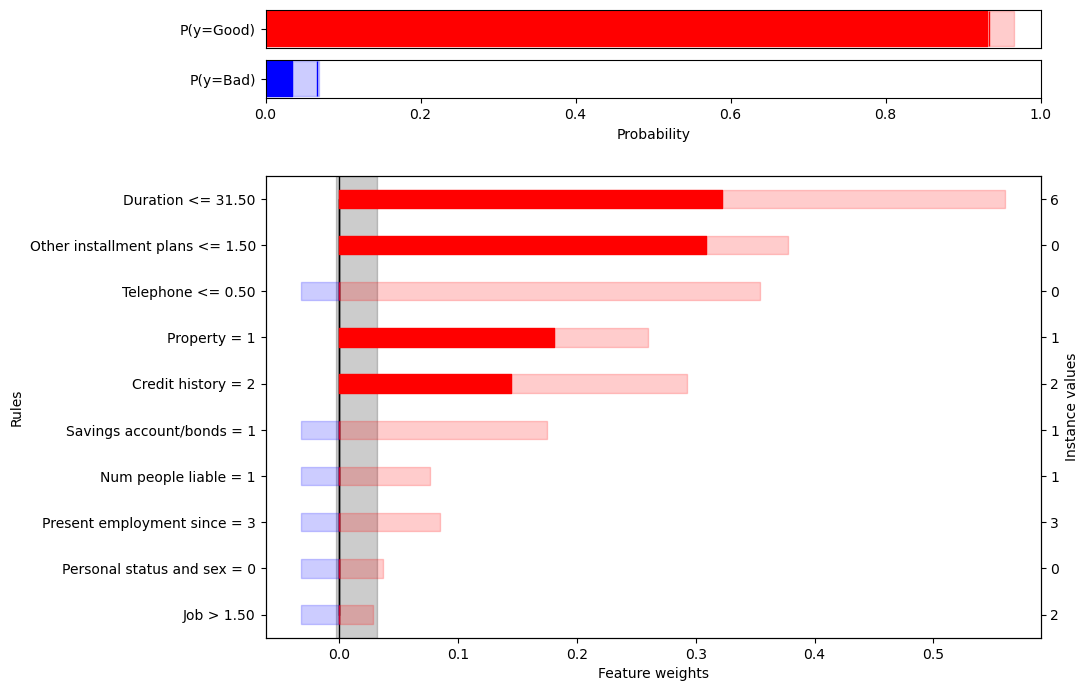 P(y=Good)
P(y=Bad)
0.0 0.2 0.4 0.6 0.8 1.0
Probability
Rules
Duration <= 31.50 6
Other installment plans <= 1.50 0
Telephone <= 0.50 0
Property = 1 1
Credit history = 2 2
Savings account/bonds = 1 1
Num people liable = 1 1
Present employment since = 3 3
Personal status and sex = 0 0
Job > 1.50 2
Instance values
0.0 0.1 0.2 0.3 0.4 0.5
Feature weights